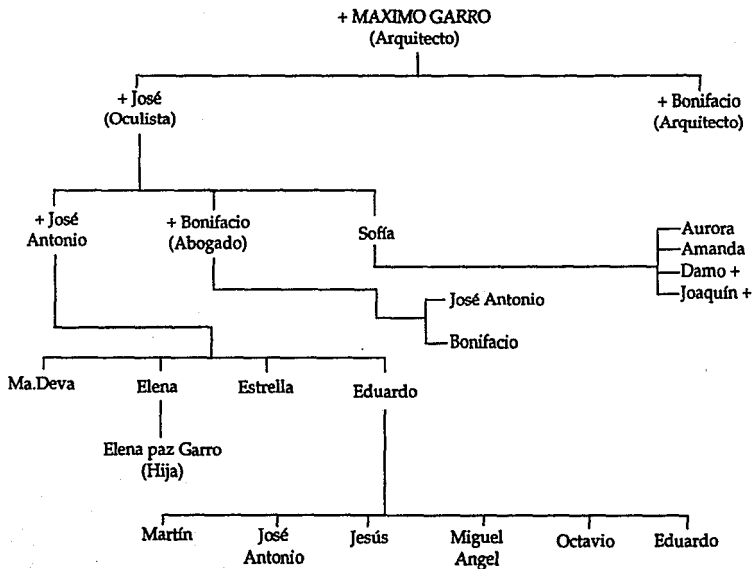 + MAXIMO GARRO
(Arquitecto)
+ José
(Oculista)
+ Bonifacio
(Arquitecto)
+ José
Antonio
+ Bonifacio
(Abogado)
Sofía
Aurora
Amanda
Damo +
Joaquín +
José Antonio
Bonifacio
Ma.Deva
Elena
Estrella
Eduardo
Elena paz Garro
(Hija)
Martín
José
Antonio
Jesús
Miguel
Angel
Octavio
Eduardo